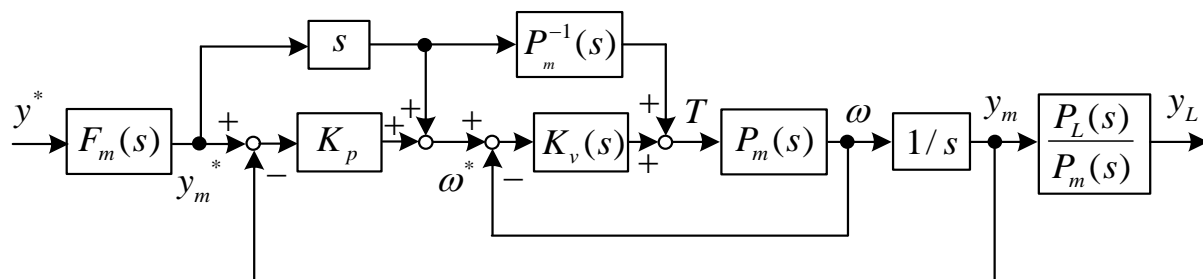 s
P_m^{-1}(s)
y^*
F_m(s)
y_m^*
+
−
K_p
+
+
ω^*
+
−
K_v(s)
+
+
T
P_m(s)
ω
1/s
y_m
P_L(s)
P_m(s)
y_L